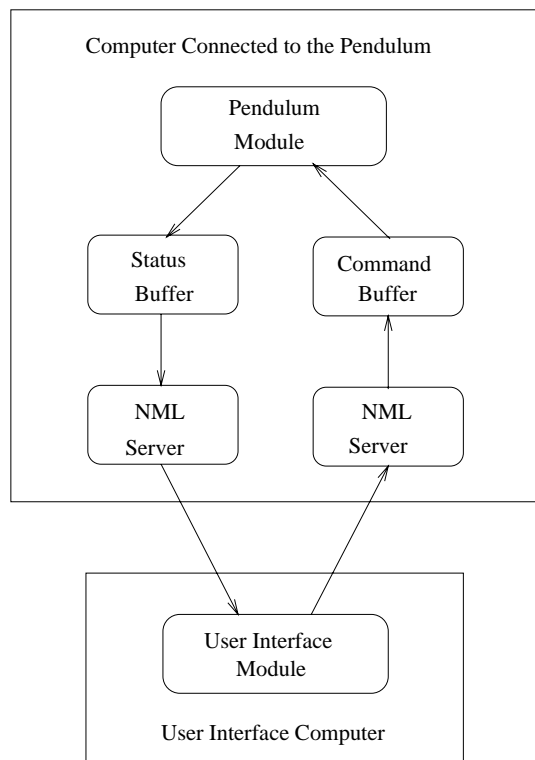 Computer Connected to the Pendulum
Pendulum
Module
Status
Buffer
Command
Buffer
NML
Server
NML
Server
User Interface
Module
User Interface Computer